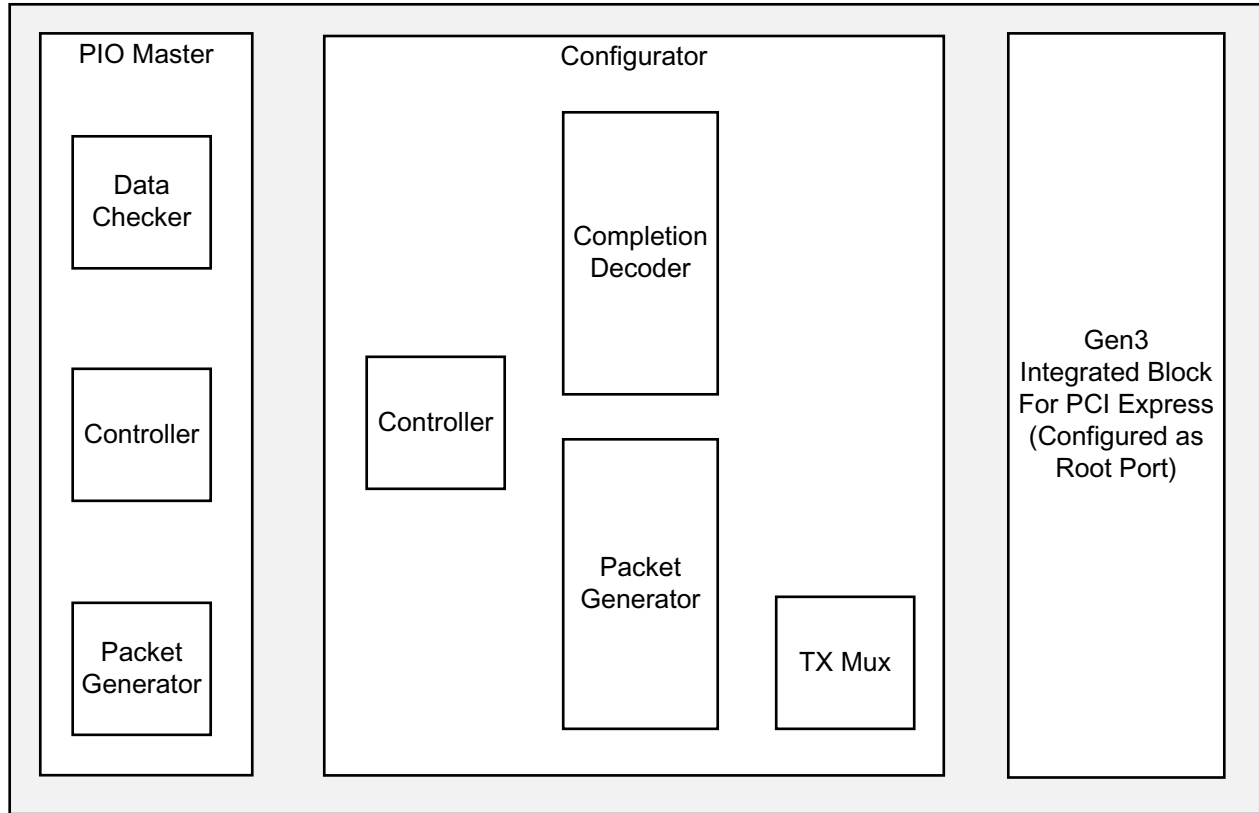 PIO Master
Data
Checker
Controller
Packet
Generator
Configurator
Completion
Decoder
Controller
Packet
Generator
TX Mux
Gen3
Integrated Block
For PCI Express
(Configured as
Root Port)